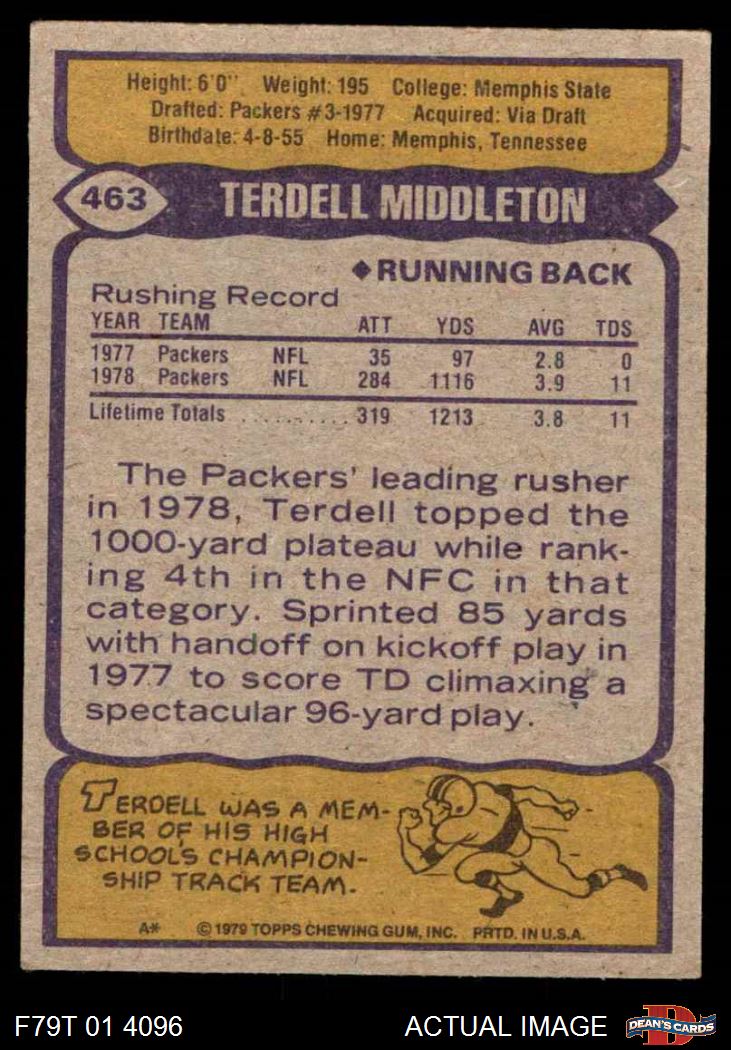 Height: 6'0" Weight: 195 College: Memphis State
Drafted: Packers #3-1977 Acquired: Via Draft
Birthdate: 4-8-55 Home: Memphis, Tennessee
463 TERDELL MIDDLETON
◆RUNNING BACK
Rushing Record
YEAR TEAM ATT YDS AVG TDS
1977 Packers NFL 35 97 2.8 0
1978 Packers NFL 284 1116 3.9 11
Lifetime Totals .......... 319 1213 3.8 11
The Packers' leading rusher
in 1978, Terdell topped the
1000-yard plateau while rank-
ing 4th in the NFC in that
category. Sprinted 85 yards
with handoff on kickoff play in
1977 to score TD climaxing a
spectacular 96-yard play.
TERDELL WAS A MEM-
BER OF HIS HIGH
SCHOOL'S CHAMPION-
SHIP TRACK TEAM.
A* © 1979 TOPPS CHEWING GUM, INC. PRTD. IN U.S.A.
F79T 01 4096 ACTUAL IMAGE DEAN'S CARDS